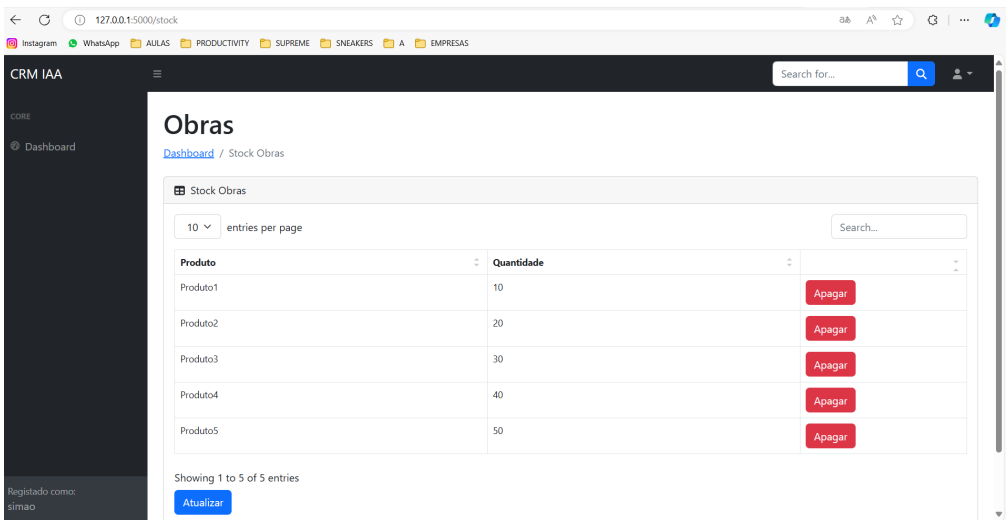 127.0.0.1:5000/stock
Instagram WhatsApp AULAS PRODUCTIVITY SUPREME SNEAKERS A EMPRESAS
CRM IAA
Search for...
CORE
Dashboard
Obras
Dashboard / Stock Obras
Stock Obras
10 entries per page
Search...
Produto Quantidade
Produto1 10 Apagar
Produto2 20 Apagar
Produto3 30 Apagar
Produto4 40 Apagar
Produto5 50 Apagar
Showing 1 to 5 of 5 entries
Atualizar
Registado como:
simao